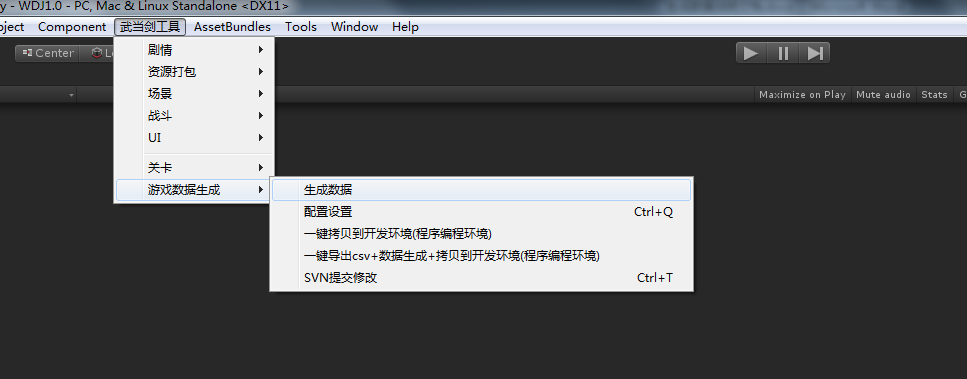 y - WDJ1.0 - PC, Mac & Linux Standalone <DX11>
oject Component 武当剑工具 AssetBundles Tools Window Help
Center L
Maximize on Play Mute audio Stats G
剧情
资源打包
场景
战斗
UI
关卡
游戏数据生成
生成数据
配置设置 Ctrl+Q
一键拷贝到开发环境(程序编程环境)
一键导出csv+数据生成+拷贝到开发环境(程序编程环境)
SVN提交修改 Ctrl+T